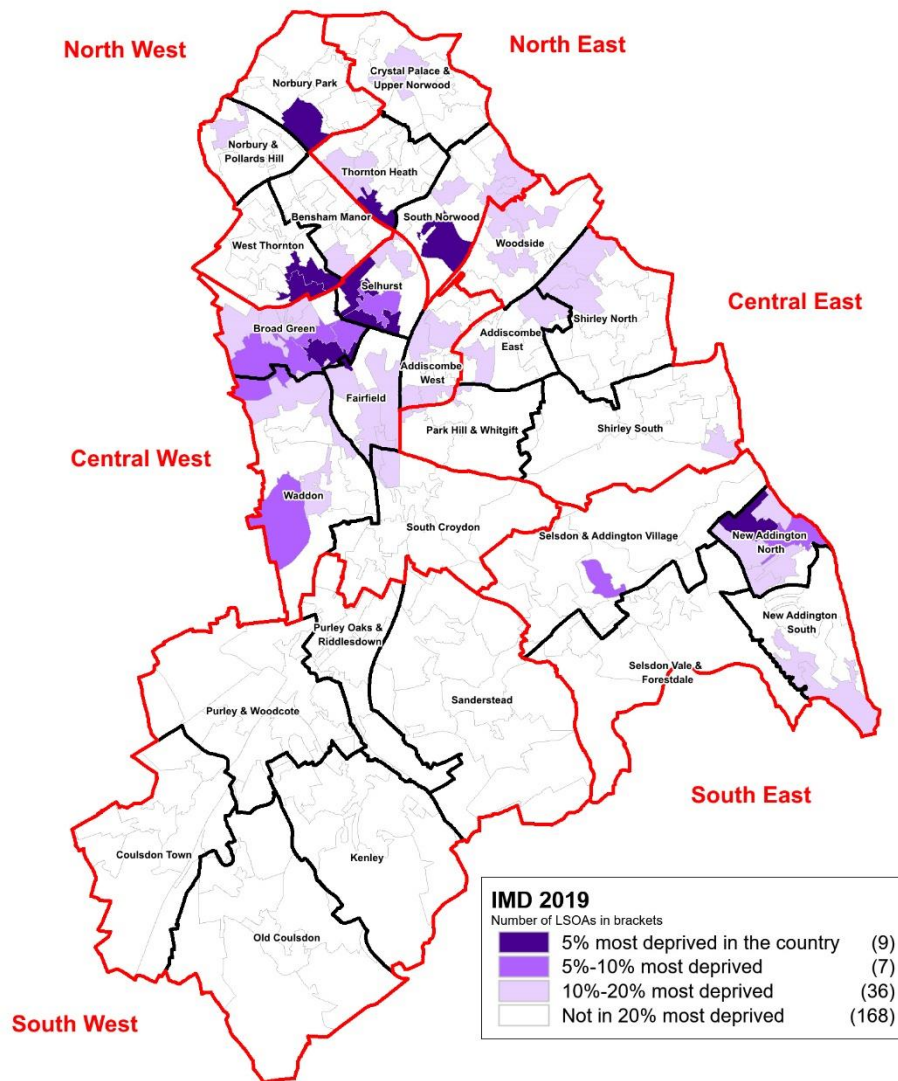 North West
North East
Norbury Park
Crystal Palace &
Upper Norwood
Norbury &
Pollards Hill
Thornton Heath
Bensham Manor
South Norwood
West Thornton
Woodside
Selhurst
Central East
Broad Green
Addiscombe
East
Shirley North
Addiscombe
West
Fairfield
Park Hill & Whitgift
Shirley South
Central West
Waddon
South Croydon
Selsdon & Addington Village
New Addington
North
New Addington
South
Purley Oaks &
Riddlesdown
Selsdon Vale &
Forestdale
Sanderstead
Purley & Woodcote
South East
Coulsdon Town
Kenley
Old Coulsdon
South West
IMD 2019
Number of LSOAs in brackets
5% most deprived in the country (9)
5%-10% most deprived (7)
10%-20% most deprived (36)
Not in 20% most deprived (168)